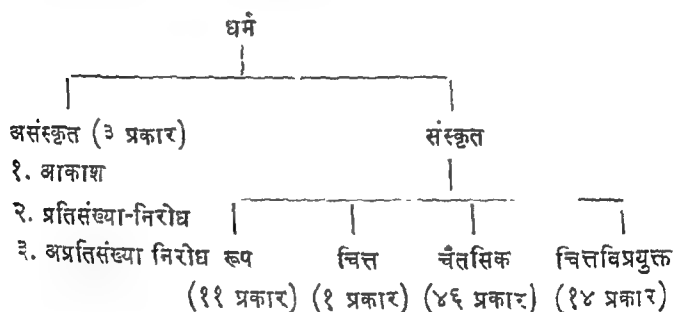 धर्म
असंस्कृत (३ प्रकार) संस्कृत
१. आकाश
२. प्रतिसंख्या-निरोध
३. अप्रतिसंख्या निरोध रूप चित्त चैतसिक चित्तविप्रयुक्त
(११ प्रकार) (१ प्रकार) (४६ प्रकार) (१४ प्रकार)